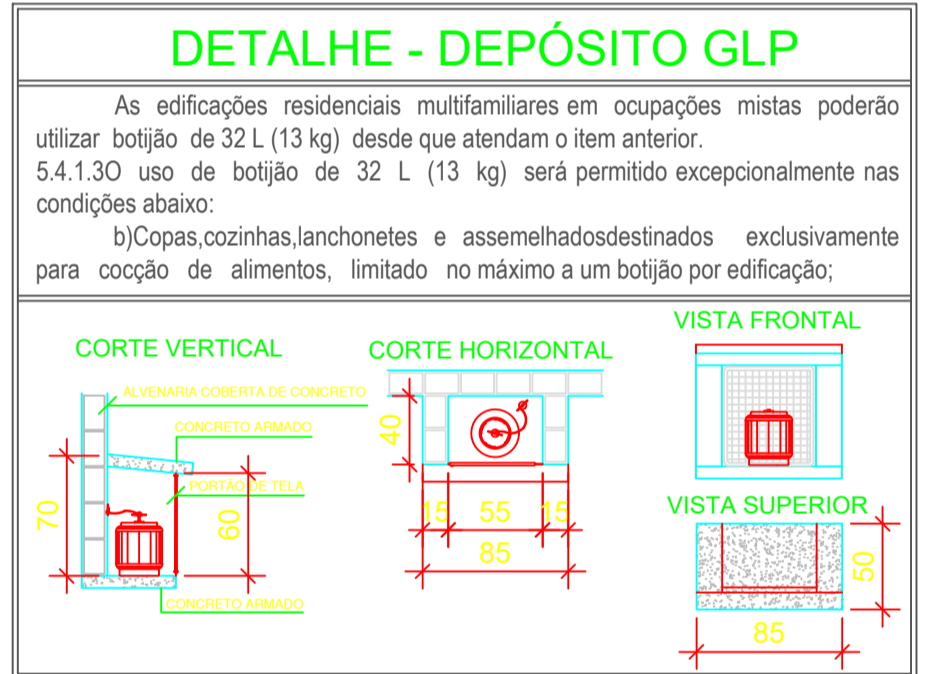 DETALHE - DEPÓSITO GLP
As edificações residenciais multifamiliares em ocupações mistas poderão
utilizar botijão de 32 L (13 kg) desde que atendam o item anterior.
5.4.1.3O uso de botijão de 32 L (13 kg) será permitido excepcionalmente nas
condições abaixo:
b)Copas,cozinhas,lanchonetes e assemelhadosdestinados exclusivamente
para cocção de alimentos, limitado no máximo a um botijão por edificação;
CORTE VERTICAL
ALVENARIA COBERTA DE CONCRETO
CONCRETO ARMADO
PORTÃO DE TELA
70
60
CONCRETO ARMADO
CORTE HORIZONTAL
40
15 55 15
85
VISTA FRONTAL
VISTA SUPERIOR
50
85